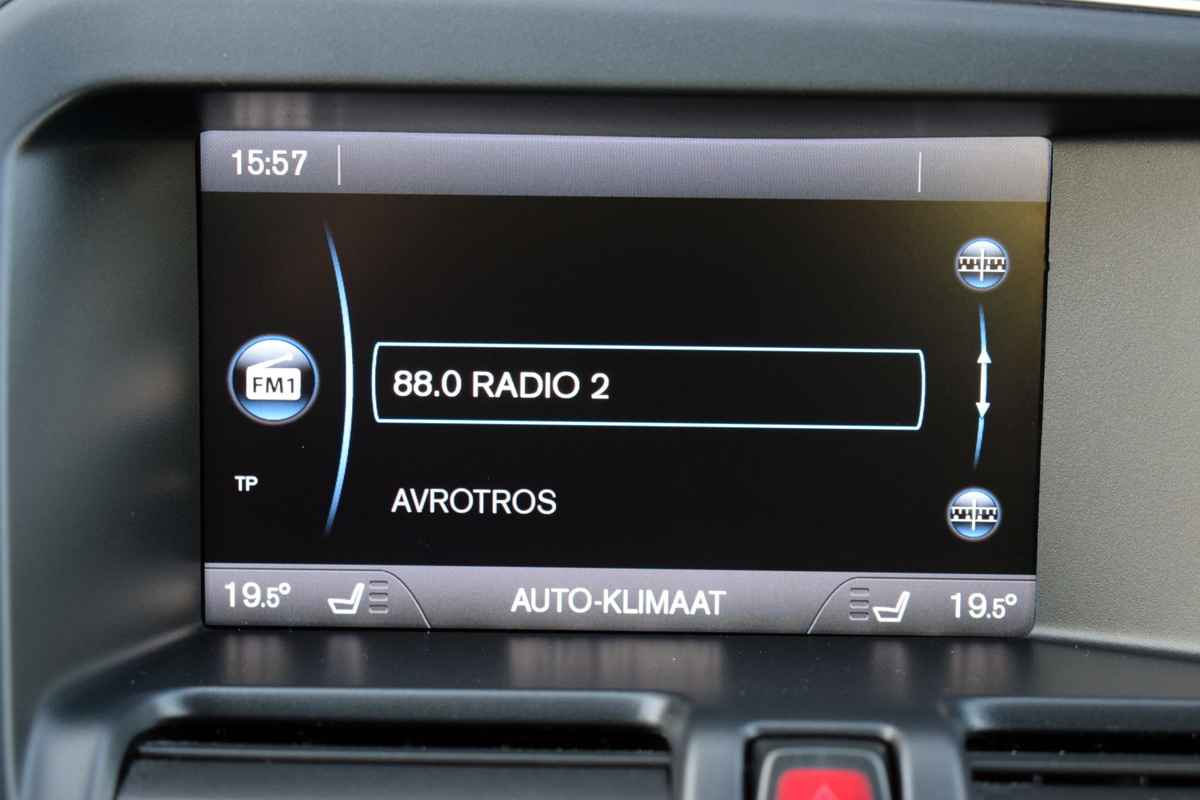 15:57
FM1
88.0 RADIO 2
TP
AVROTROS
19.5° AUTO-KLIMAAT 19.5°